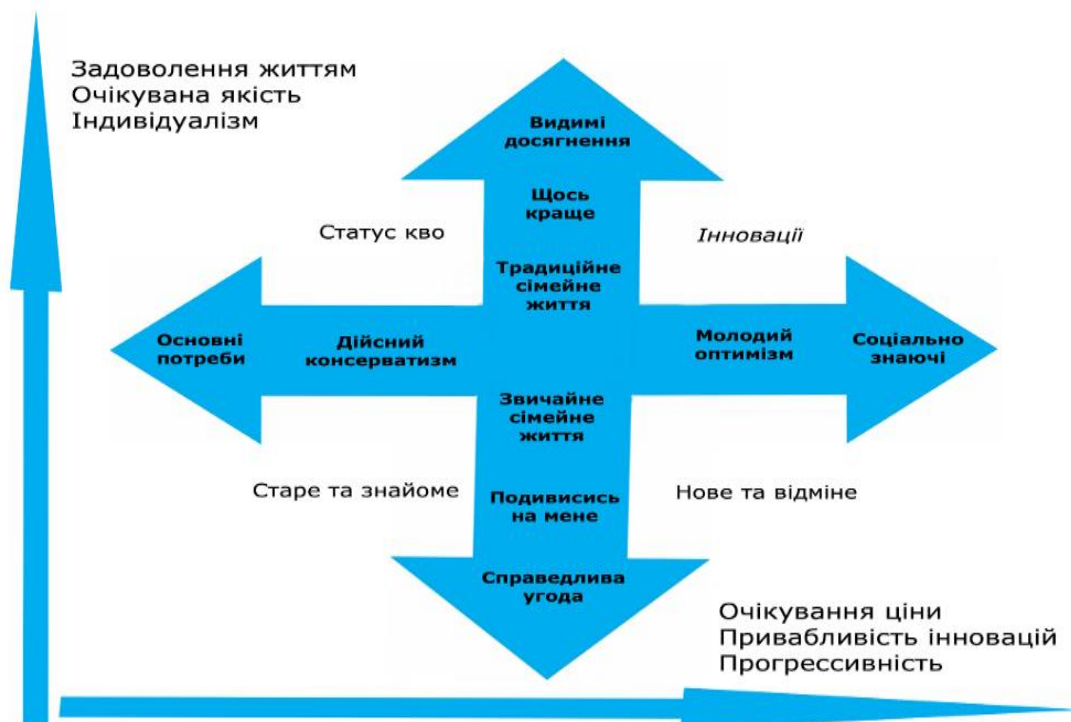 Задоволення життям
Очікувана якість
Індивідуалізм
Видимі
досягнення
Щось
краще
Статус кво
Інновації
Традиційне
сімейне
життя
Основні
потреби
Дійсний
консерватизм
Молодий
оптимізм
Соціально
знаючі
Звичайне
сімейне
життя
Старе та знайоме
Подивисись
на мене
Нове та відміне
Справедлива
угода
Очікування ціни
Привабливість інновацій
Прогрессивність